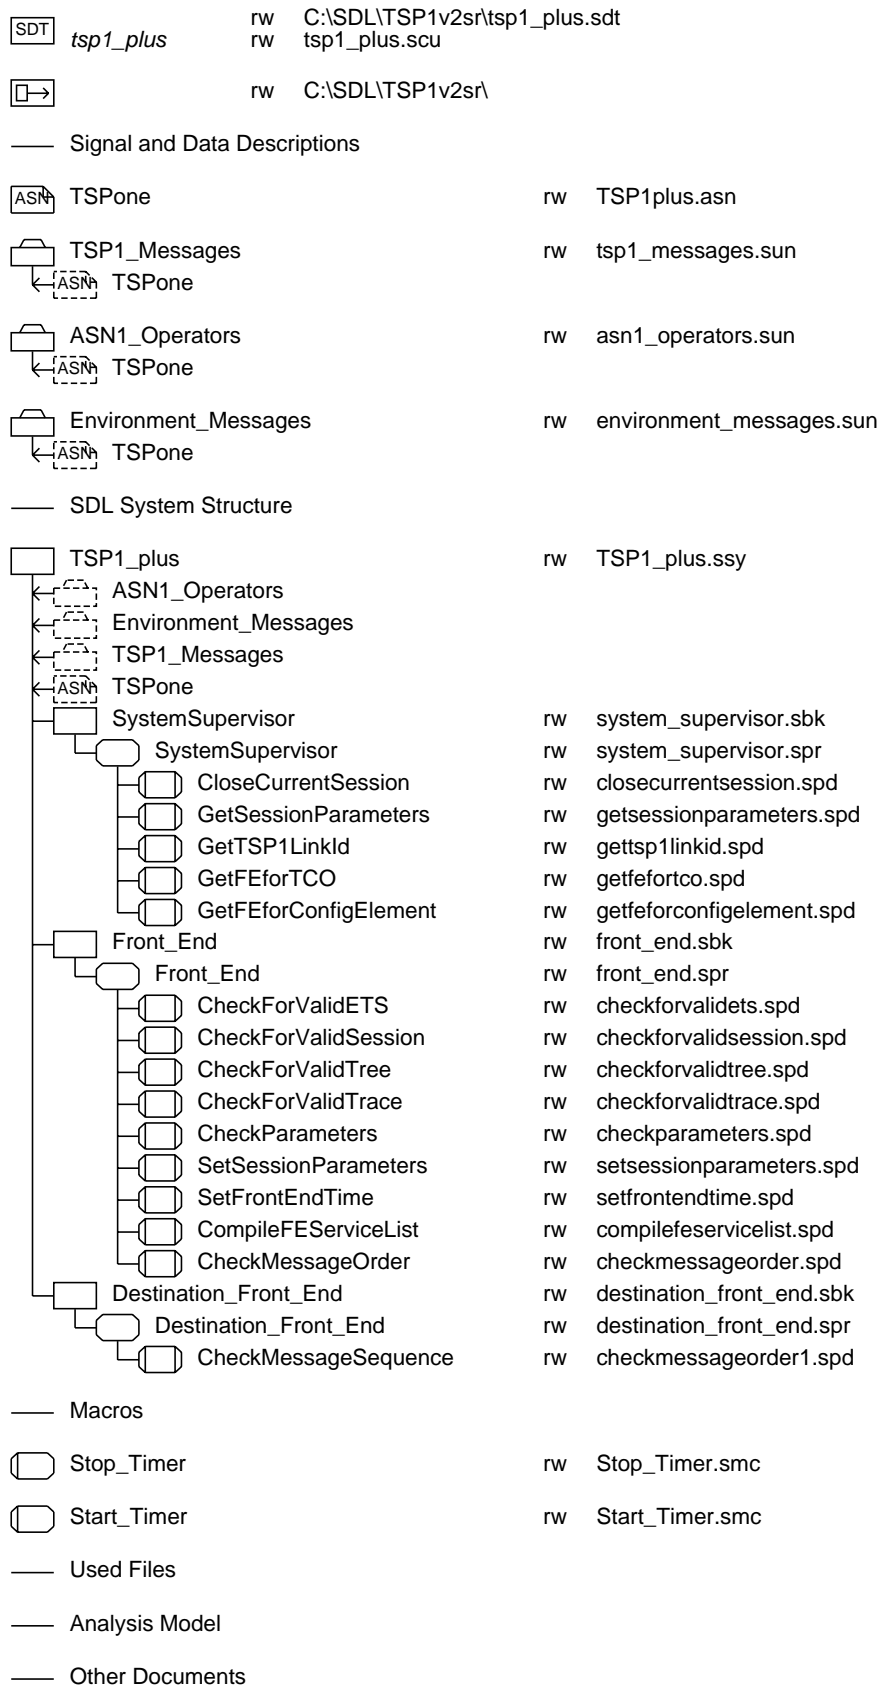 SDT tsp1_plus rw C:\SDL\TSP1v2sr\tsp1_plus.sdt
rw tsp1_plus.scu
rw C:\SDL\TSP1v2sr\
Signal and Data Descriptions
ASN TSPone rw TSP1plus.asn
TSP1_Messages rw tsp1_messages.sun
ASN TSPone
ASN1_Operators rw asn1_operators.sun
ASN TSPone
Environment_Messages rw environment_messages.sun
ASN TSPone
SDL System Structure
TSP1_plus rw TSP1_plus.ssy
ASN1_Operators
Environment_Messages
TSP1_Messages
ASN TSPone
SystemSupervisor rw system_supervisor.sbk
SystemSupervisor rw system_supervisor.spr
CloseCurrentSession rw closecurrentsession.spd
GetSessionParameters rw getsessionparameters.spd
GetTSP1LinkId rw gettsp1linkid.spd
GetFEforTCO rw getfefortco.spd
GetFEforConfigElement rw getfeforconfigelement.spd
Front_End rw front_end.sbk
Front_End rw front_end.spr
CheckForValidETS rw checkforvalidets.spd
CheckForValidSession rw checkforvalidsession.spd
CheckForValidTree rw checkforvalidtree.spd
CheckForValidTrace rw checkforvalidtrace.spd
CheckParameters rw checkparameters.spd
SetSessionParameters rw setsessionparameters.spd
SetFrontEndTime rw setfrontendtime.spd
CompileFEServiceList rw compilefeservicelist.spd
CheckMessageOrder rw checkmessageorder.spd
Destination_Front_End rw destination_front_end.sbk
Destination_Front_End rw destination_front_end.spr
CheckMessageSequence rw checkmessageorder1.spd
Macros
Stop_Timer rw Stop_Timer.smc
Start_Timer rw Start_Timer.smc
Used Files
Analysis Model
Other Documents